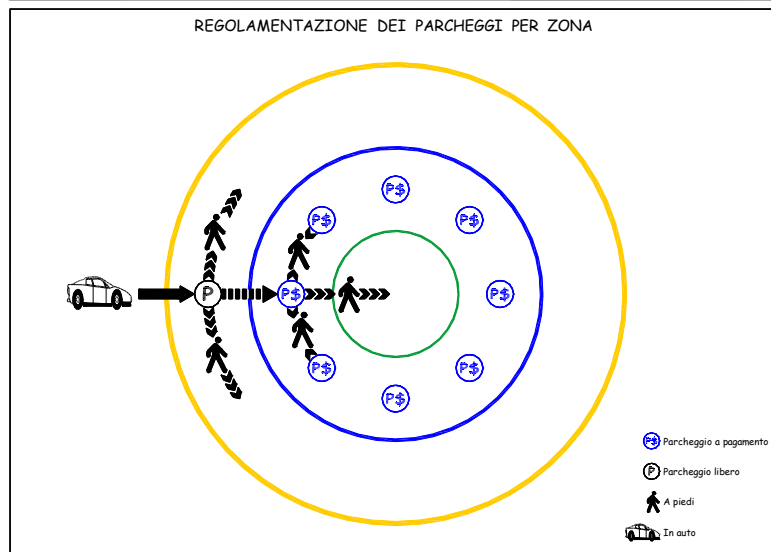 REGOLAMENTAZIONE DEI PARCHEGGI PER ZONA
P$
P$
P$
P
P$
P$
P$
P$
P$
P$ Parcheggio a pagamento
P Parcheggio libero
A piedi
In auto